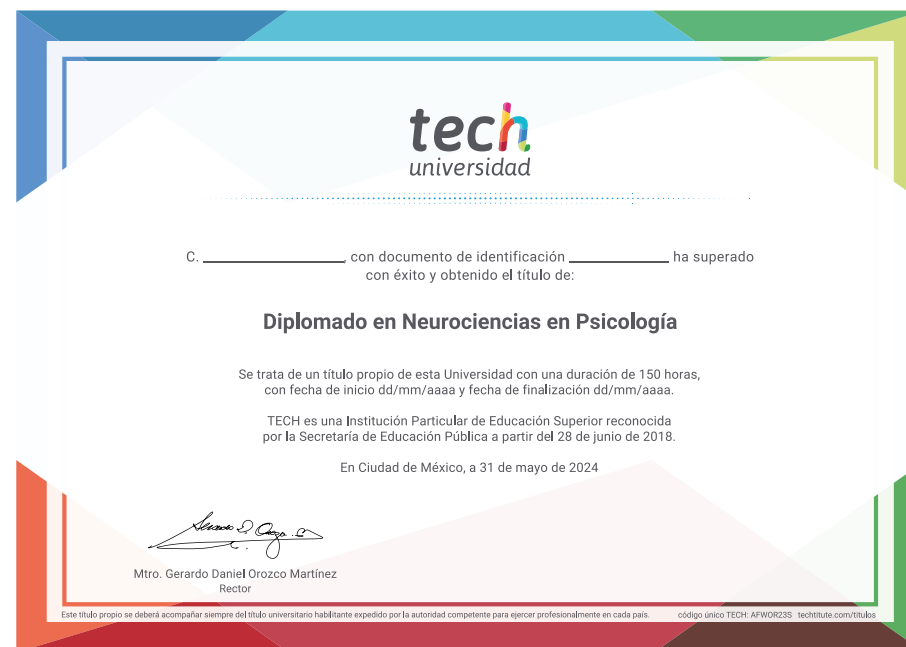 tech
universidad
C. ____________________, con documento de identificación ______________ ha superado
con éxito y obtenido el título de:
Diplomado en Neurociencias en Psicología
Se trata de un título propio de esta Universidad con una duración de 150 horas,
con fecha de inicio dd/mm/aaaa y fecha de finalización dd/mm/aaaa.
TECH es una Institución Particular de Educación Superior reconocida
por la Secretaría de Educación Pública a partir del 28 de junio de 2018.
En Ciudad de México, a 31 de mayo de 2024
Mtro. Gerardo Daniel Orozco Martínez
Rector
Este título propio se deberá acompañar siempre del título universitario habilitante expedido por la autoridad competente para ejercer profesionalmente en cada país. código único TECH: AFWOR23S techtitute.com/titulos